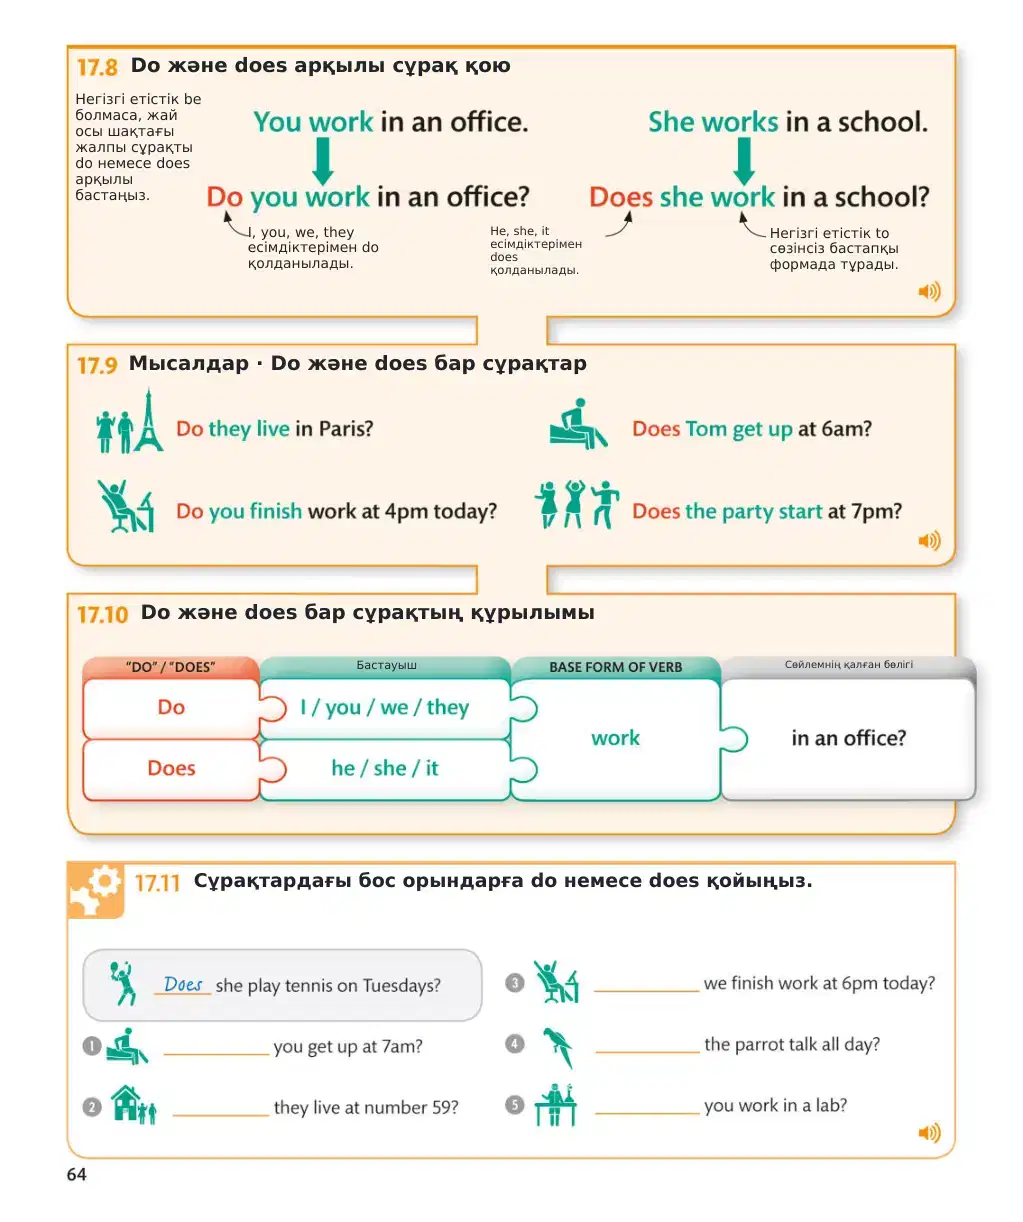 17.8 Do және does арқылы сұрақ қою
Негізгі етістік be
болмаса, жай
осы шақтағы
жалпы сұрақты
do немесе does
арқылы
бастаңыз.
You work in an office.
Do you work in an office?
I, you, we, they
есімдіктерімен do
қолданылады.
She works in a school.
Does she work in a school?
He, she, it
есімдіктерімен
does
қолданылады.
Негізгі етістік to
сөзінсіз бастапқы
формада тұрады.
17.9 Мысалдар · Do және does бар сұрақтар
Do they live in Paris?
Does Tom get up at 6am?
Do you finish work at 4pm today?
Does the party start at 7pm?
17.10 Do және does бар сұрақтың құрылымы
"DO" / "DOES"
Бастауыш
BASE FORM OF VERB
Сөйлемнің қалған бөлігі
Do
I / you / we / they
work
in an office?
Does
he / she / it
17.11 Сұрақтардағы бос орындарға do немесе does қойыңыз.
Does she play tennis on Tuesdays?
1 you get up at 7am?
2 they live at number 59?
3 we finish work at 6pm today?
4 the parrot talk all day?
5 you work in a lab?
64